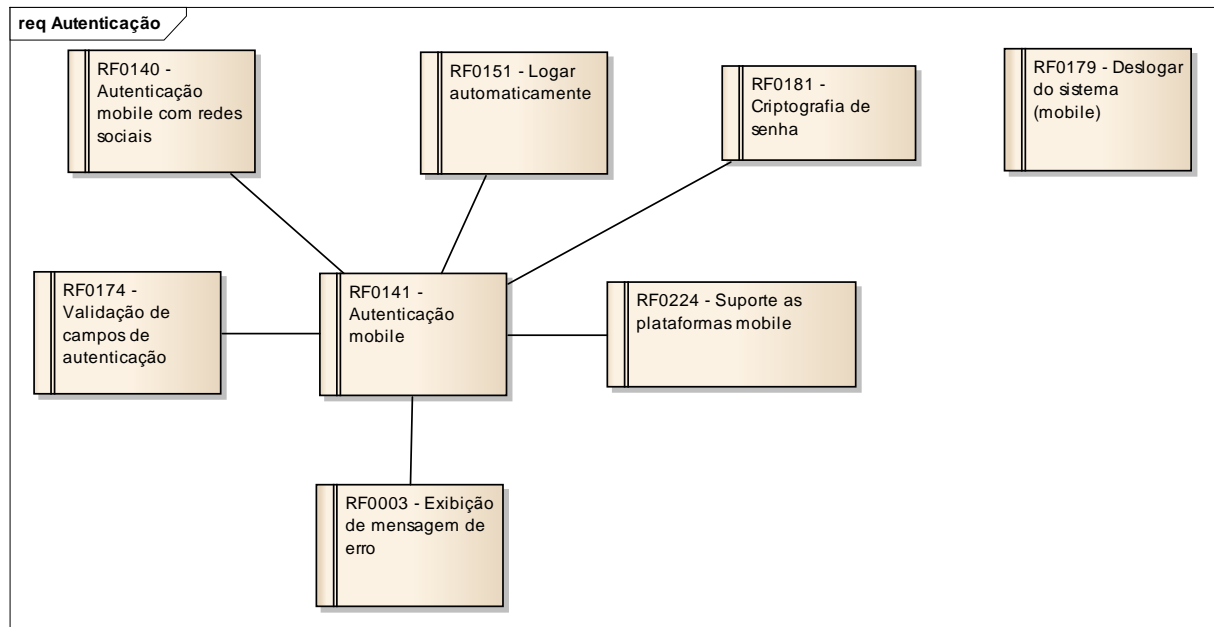 req Autenticação
RF0140 -
Autenticação
mobile com redes
sociais
RF0151 - Logar
automaticamente
RF0181 -
Criptografia de
senha
RF0179 - Deslogar
do sistema
(mobile)
RF0174 -
Validação de
campos de
autenticação
RF0141 -
Autenticação
mobile
RF0224 - Suporte as
plataformas mobile
RF0003 - Exibição
de mensagem de
erro